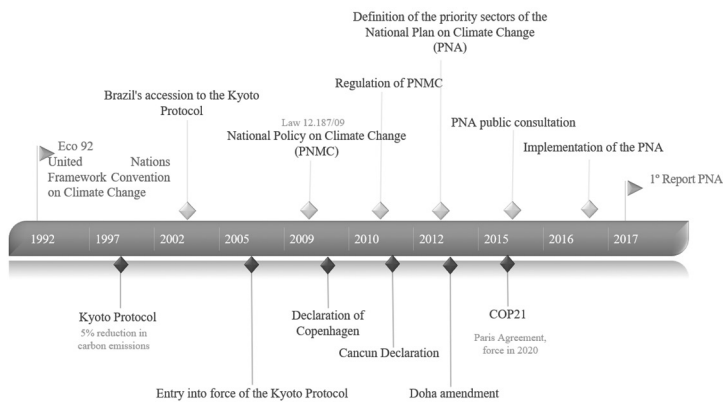 Definition of the priority sectors of the
National Plan on Climate Change
(PNA)
Regulation of PNMC
Brazil's accession to the Kyoto
Protocol
Law 12.187/09
National Policy on Climate Change
(PNMC)
PNA public consultation
Implementation of the PNA
Eco 92
United Nations
Framework Convention
on Climate Change
1º Report PNA
1992 1997 2002 2005 2009 2010 2012 2015 2016 2017
Kyoto Protocol
5% reduction in
carbon emissions
Declaration of
Copenhagen
COP21
Paris Agreement,
force in 2020
Cancun Declaration
Entry into force of the Kyoto Protocol
Doha amendment